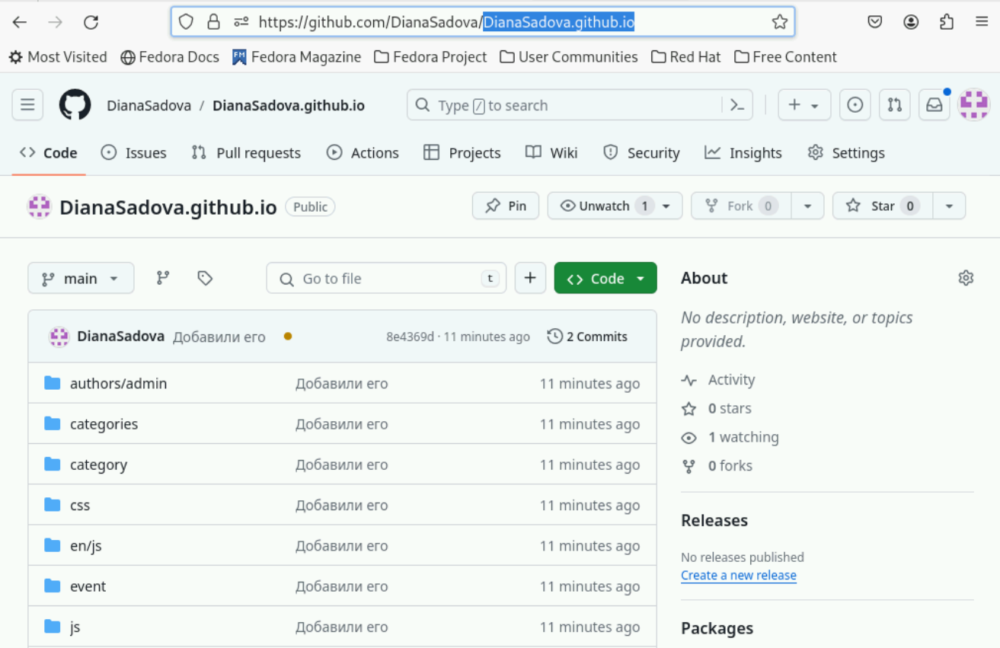 https://github.com/DianaSadova/DianaSadova.github.io
Most Visited Fedora Docs FM Fedora Magazine Fedora Project User Communities Red Hat Free Content
DianaSadova / DianaSadova.github.io Type / to search
Code Issues Pull requests Actions Projects Wiki Security Insights Settings
DianaSadova.github.io Public Pin Unwatch 1 Fork 0 Star 0
main Go to file t Code
DianaSadova Добавили его 8e4369d · 11 minutes ago 2 Commits
authors/admin Добавили его 11 minutes ago
categories Добавили его 11 minutes ago
category Добавили его 11 minutes ago
css Добавили его 11 minutes ago
en/js Добавили его 11 minutes ago
event Добавили его 11 minutes ago
js Добавили его 11 minutes ago
About
No description, website, or topics
provided.
Activity
0 stars
1 watching
0 forks
Releases
No releases published
Create a new release
Packages